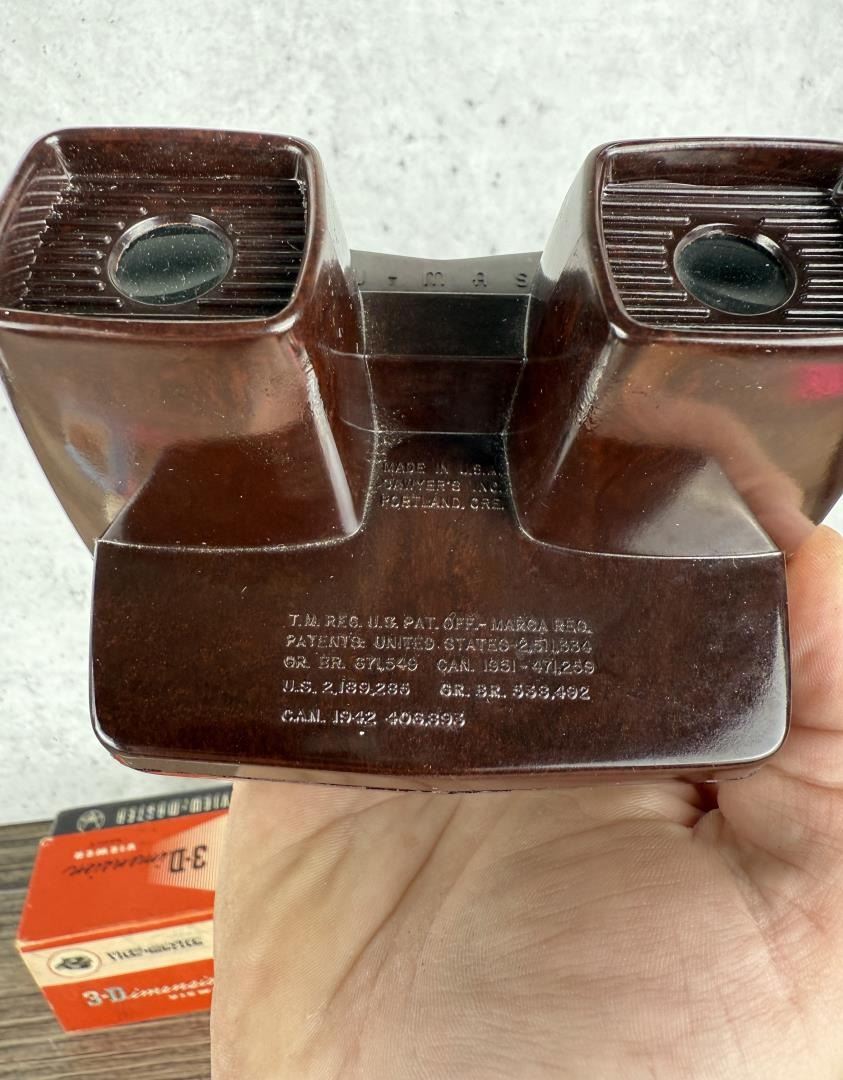 MADE IN U.S.A.
SAWYER'S INC.
PORTLAND, ORE.
T.M. REG. U.S. PAT. OFF.- MARCA REG.
PATENTS: UNITED STATES-2,511,334
GR. BR. 671,549 CAN. 1951-471,259
U.S. 2,189,285 GR. BR. 538,492
CAN. 1942 406,893
VIEW-MASTER
3-Dimension
VIEWER
VIEW-MASTER
3-Dimension